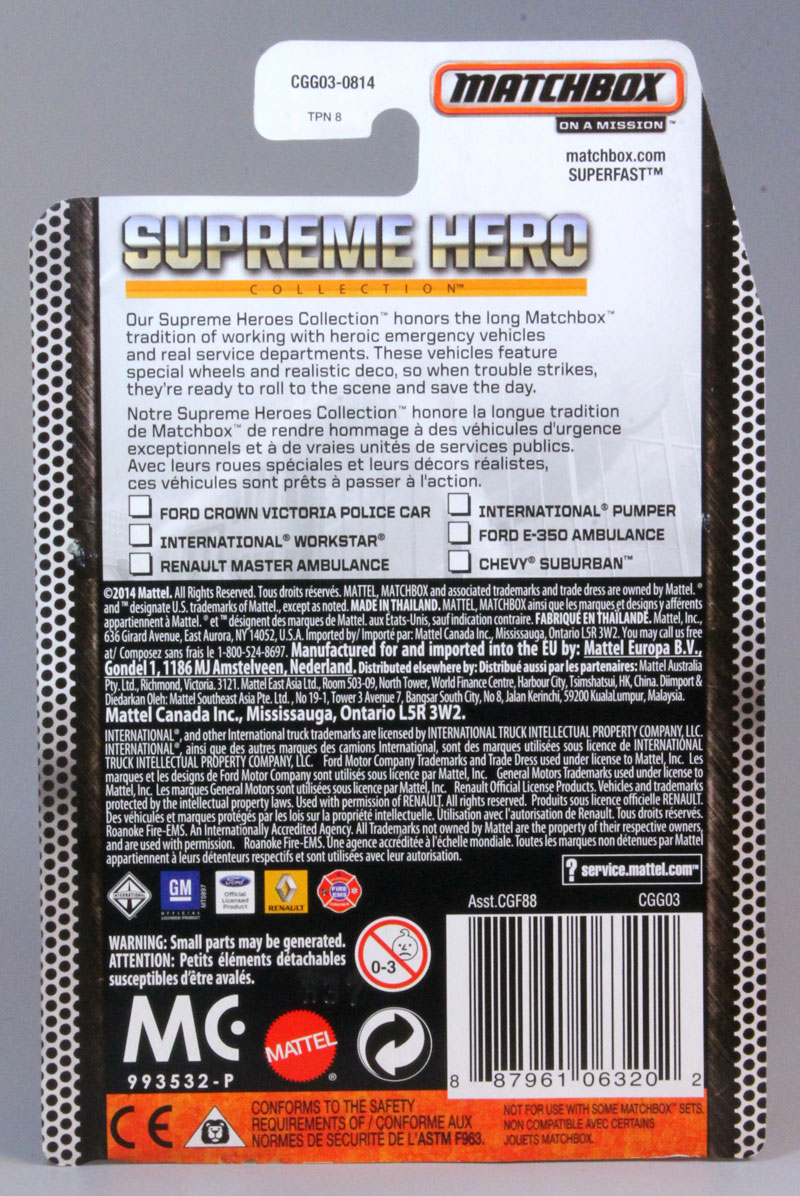 CGG03-0814
TPN 8
MATCHBOX
ON A MISSION™
matchbox.com
SUPERFAST™
SUPREME HERO
COLLECTION™
Our Supreme Heroes Collection™ honors the long Matchbox™
tradition of working with heroic emergency vehicles
and real service departments. These vehicles feature
special wheels and realistic deco, so when trouble strikes,
they're ready to roll to the scene and save the day.
Notre Supreme Heroes Collection™ honore la longue tradition
de Matchbox™ de rendre hommage à des véhicules d'urgence
exceptionnels et à de vraies unités de services publics.
Avec leurs roues spéciales et leurs décors réalistes,
ces véhicules sont prêts à passer à l'action.
FORD CROWN VICTORIA POLICE CAR
INTERNATIONAL® WORKSTAR®
RENAULT MASTER AMBULANCE
INTERNATIONAL® PUMPER
FORD E-350 AMBULANCE
CHEVY® SUBURBAN™
©2014 Mattel. All Rights Reserved. Tous droits réservés. MATTEL, MATCHBOX and associated trademarks and trade dress are owned by Mattel. ®
and ™ designate U.S. trademarks of Mattel., except as noted. MADE IN THAILAND. MATTEL, MATCHBOX ainsi que les marques et designs y afférents
appartiennent à Mattel. ® et ™ désignent des marques de Mattel. aux États-Unis, sauf indication contraire. FABRIQUÉ EN THAÏLANDE. Mattel, Inc.,
636 Girard Avenue, East Aurora, NY 14052, U.S.A. Imported by/ Importé par: Mattel Canada Inc., Mississauga, Ontario L5R 3W2. You may call us free
at/ Composez sans frais le 1-800-524-8697. Manufactured for and imported into the EU by: Mattel Europa B.V.,
Gondel 1, 1186 MJ Amstelveen, Nederland. Distributed elsewhere by: Distribué aussi par les partenaires: Mattel Australia
Pty. Ltd., Richmond, Victoria. 3121. Mattel East Asia Ltd., Room 503-09, North Tower, World Finance Centre, Harbour City, Tsimshatsui, HK, China. Diimport &
Diedarkan Oleh: Mattel Southeast Asia Pte. Ltd., No 19-1, Tower 3 Avenue 7, Bangsar South City, No 8, Jalan Kerinchi, 59200 KualaLumpur, Malaysia.
Mattel Canada Inc., Mississauga, Ontario L5R 3W2.
INTERNATIONAL®, and other International truck trademarks are licensed by INTERNATIONAL TRUCK INTELLECTUAL PROPERTY COMPANY, LLC.
INTERNATIONAL®, ainsi que des autres marques des camions International, sont des marques utilisées sous licence de INTERNATIONAL
TRUCK INTELLECTUAL PROPERTY COMPANY, LLC. Ford Motor Company Trademarks and Trade Dress used under license to Mattel, Inc. Les
marques et les designs de Ford Motor Company sont utilisés sous licence par Mattel, Inc. General Motors Trademarks used under license to
Mattel, Inc. Les marques General Motors sont utilisées sous licence par Mattel, Inc. Renault Official License Products. Vehicles and trademarks
protected by the intellectual property laws. Used with permission of RENAULT. All rights reserved. Produits sous licence officielle RENAULT.
Des véhicules et marques protégés par les lois sur la propriété intellectuelle. Utilisation avec l'autorisation de Renault. Tous droits réservés.
Roanoke Fire-EMS. An Internationally Accredited Agency. All Trademarks not owned by Mattel are the property of their respective owners,
and are used with permission. Roanoke Fire-EMS. Une agence accréditée à l'échelle mondiale. Toutes les marques non détenues par Mattel
appartiennent à leurs détenteurs respectifs et sont utilisées avec leur autorisation.
? service.mattel.com™
INTERNATIONAL
GM
OFFICIAL
LICENSED PRODUCT
MT0897
Ford
Official
Licensed
Product
RENAULT
FIRE
EMS
Asst.CGF88
CGG03
WARNING: Small parts may be generated.
ATTENTION: Petits éléments détachables
susceptibles d'être avalés.
0-3
MC
993532-P
MATTEL
®
8 87961 06320 2
CE
CONFORMS TO THE SAFETY
REQUIREMENTS OF / CONFORME AUX
NORMES DE SÉCURITÉ DE L'ASTM F963.
NOT FOR USE WITH SOME MATCHBOX™ SETS.
NON COMPATIBLE AVEC CERTAINS
JOUETS MATCHBOX.